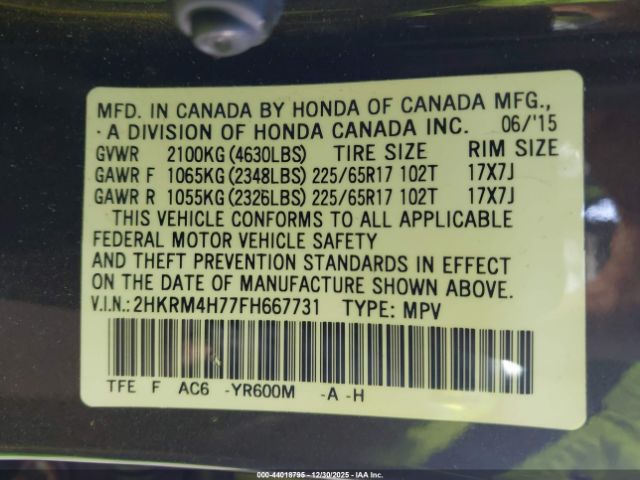 MFD. IN CANADA BY HONDA OF CANADA MFG.,
- A DIVISION OF HONDA CANADA INC. 06/'15
GVWR 2100KG (4630LBS) TIRE SIZE RIM SIZE
GAWR F 1065KG (2348LBS) 225/65R17 102T 17X7J
GAWR R 1055KG (2326LBS) 225/65R17 102T 17X7J
THIS VEHICLE CONFORMS TO ALL APPLICABLE
FEDERAL MOTOR VEHICLE SAFETY
AND THEFT PREVENTION STANDARDS IN EFFECT
ON THE DATE OF MANUFACTURE SHOWN ABOVE.
V.I.N.:2HKRM4H77FH667731 TYPE: MPV
TFE F AC6 -YR600M -A -H
000-44018795 - 12/30/2025 - IAA Inc.